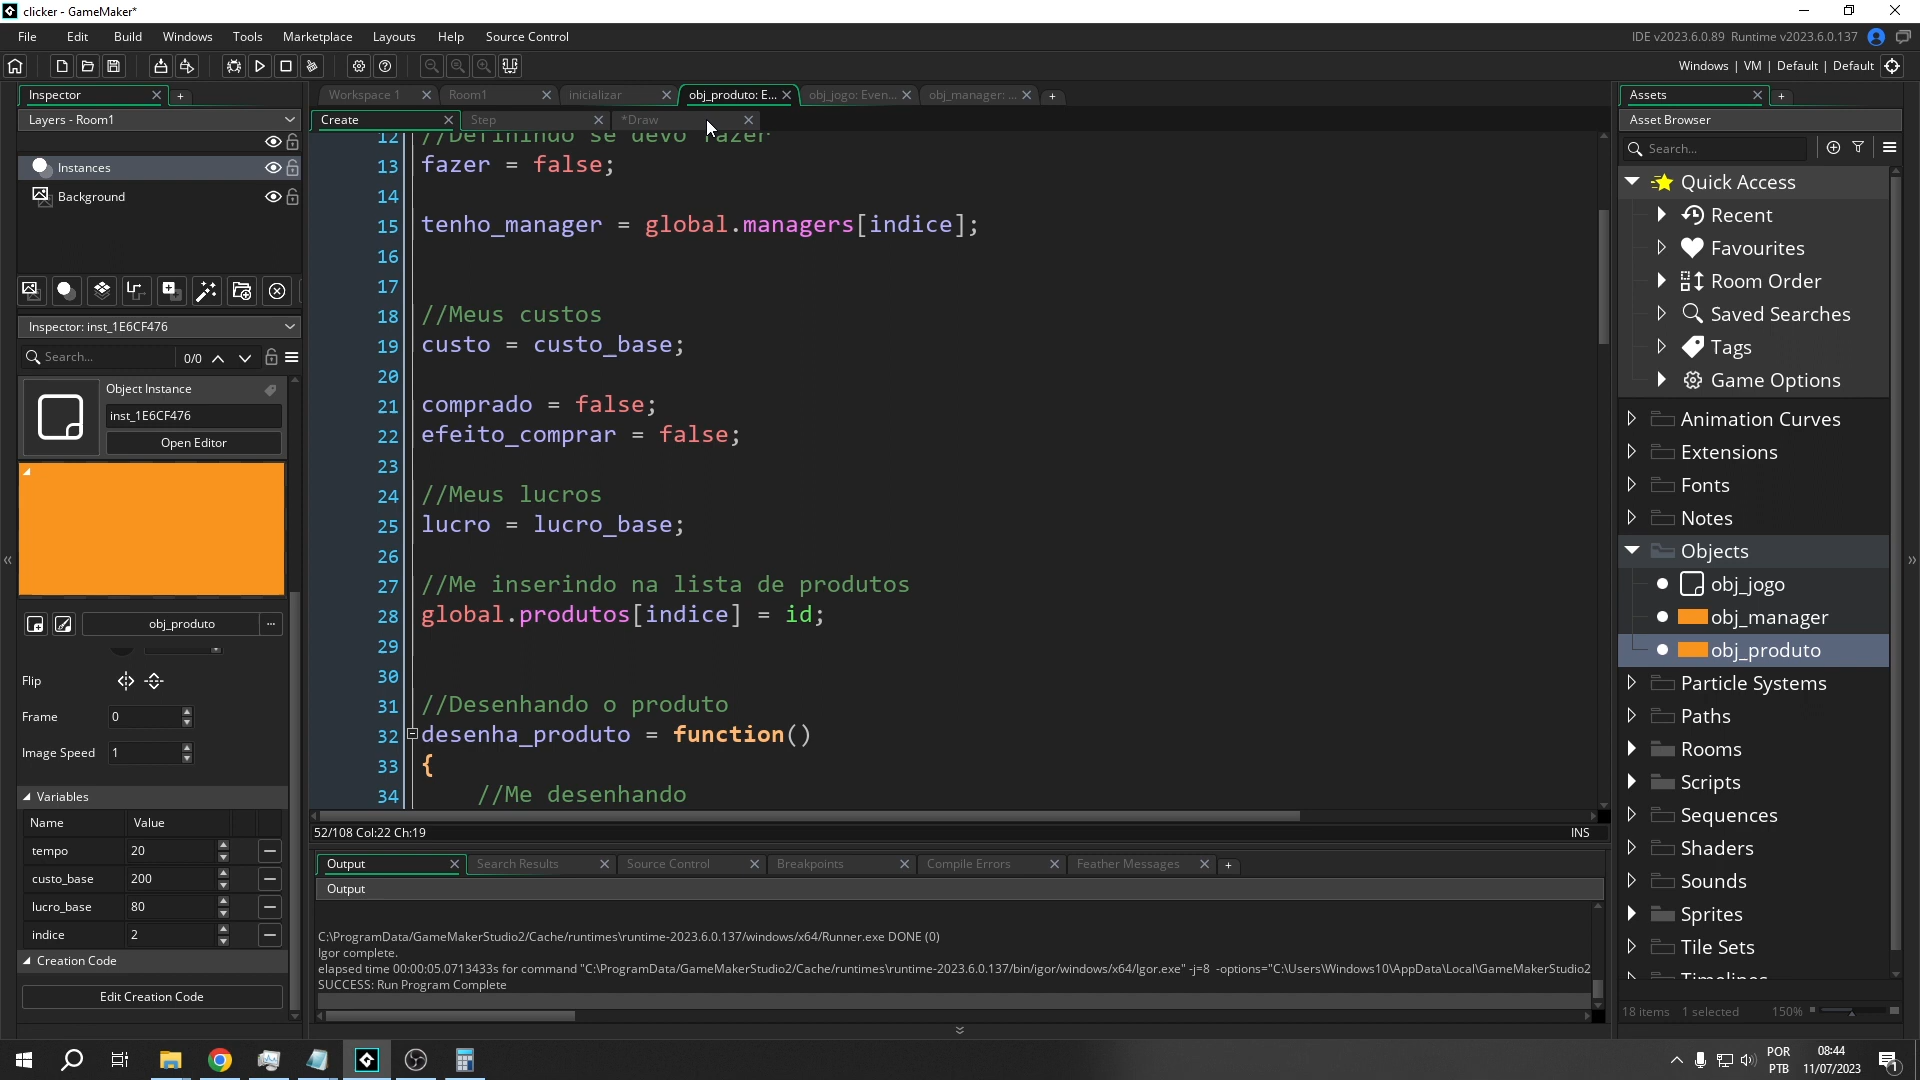 clicker - GameMaker*
File Edit Build Windows Tools Marketplace Layouts Help Source Control
IDE v2023.6.0.89 Runtime v2023.6.0.137
Windows | VM | Default | Default
Inspector
Layers - Room1
Instances
Background
Inspector: inst_1E6CF476
Search... 0/0
Object Instance
inst_1E6CF476
Open Editor
obj_produto ...
Flip
Frame 0
Image Speed 1
Variables
Name Value
tempo 20
custo_base 200
lucro_base 80
indice 2
Creation Code
Edit Creation Code
Workspace 1 Room1 inicializar obj_produto: E... obj_jogo: Even... obj_manager: ...
Create Step *Draw
12 //Definindo se devo fazer
13 fazer = false;
14
15 tenho_manager = global.managers[indice];
16
17
18 //Meus custos
19 custo = custo_base;
20
21 comprado = false;
22 efeito_comprar = false;
23
24 //Meus lucros
25 lucro = lucro_base;
26
27 //Me inserindo na lista de produtos
28 global.produtos[indice] = id;
29
30
31 //Desenhando o produto
32 desenha_produto = function()
33 {
34 //Me desenhando
52/108 Col:22 Ch:19 INS
Output Search Results Source Control Breakpoints Compile Errors Feather Messages
Output
C:\ProgramData/GameMakerStudio2/Cache/runtimes\runtime-2023.6.0.137/windows/x64/Runner.exe DONE (0)
Igor complete.
elapsed time 00:00:05.0713433s for command "C:\ProgramData/GameMakerStudio2/Cache/runtimes\runtime-2023.6.0.137/bin/igor/windows/x64/Igor.exe" -j=8 -options="C:\Users\Windows10\AppData\Local\GameMakerStudio2
SUCCESS: Run Program Complete
Assets
Asset Browser
Search...
Quick Access
Recent
Favourites
Room Order
Saved Searches
Tags
Game Options
Animation Curves
Extensions
Fonts
Notes
Objects
obj_jogo
obj_manager
obj_produto
Particle Systems
Paths
Rooms
Scripts
Sequences
Shaders
Sounds
Sprites
Tile Sets
Timelines
18 items 1 selected 150%
POR
PTB
08:44
11/07/2023
1